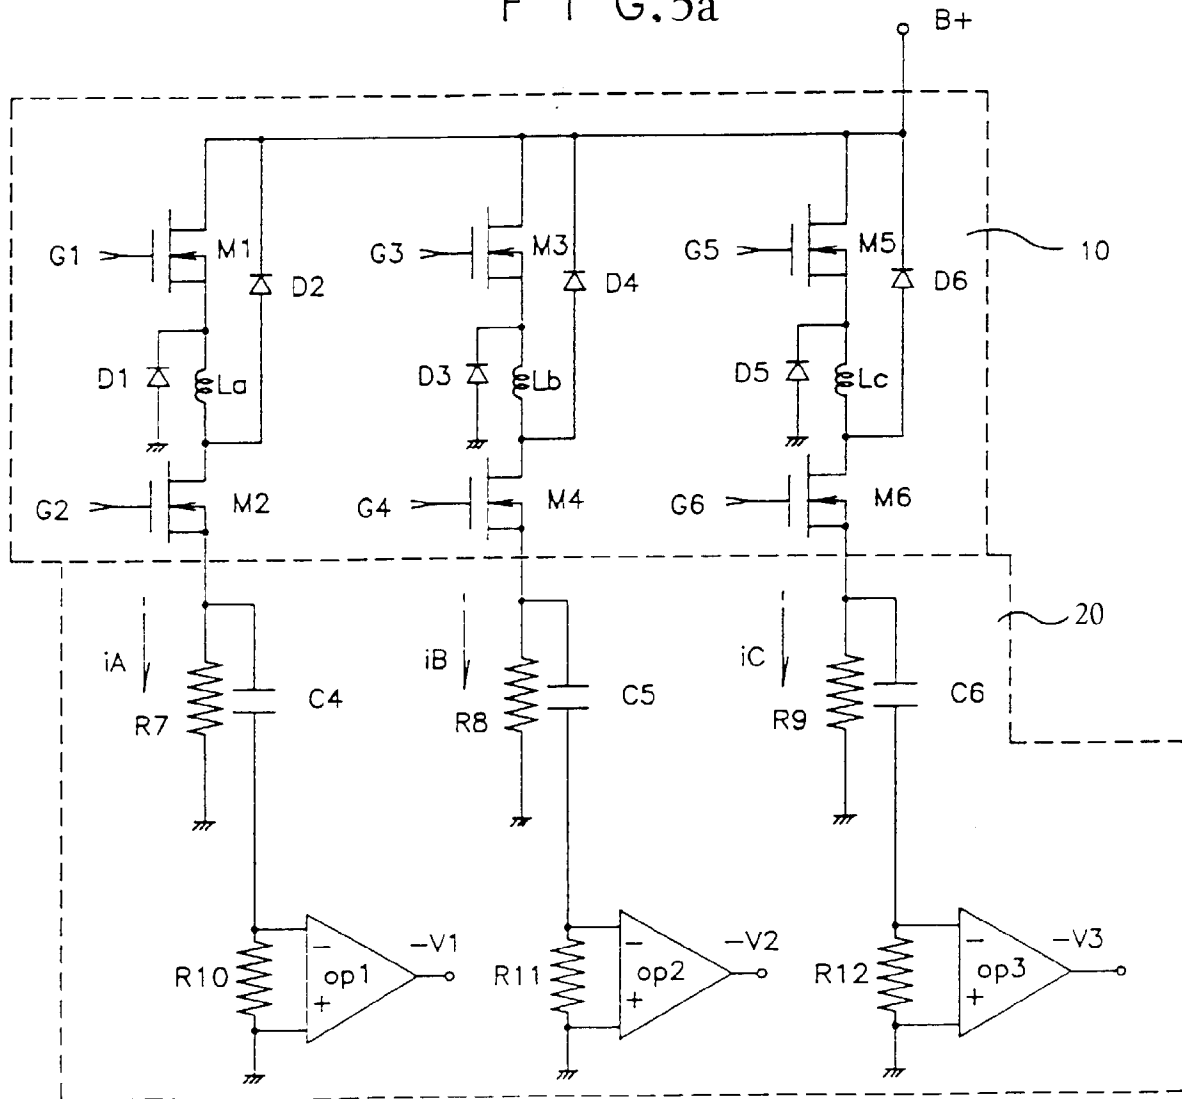 F I G.5a
B+
G1 M1 D2 G3 M3 D4 G5 M5 D6 10
D1 La D3 Lb D5 Lc
G2 M2 G4 M4 G6 M6
iA R7 C4 iB R8 C5 iC R9 C6 20
R10 - op1 + -V1 R11 - op2 + -V2 R12 - op3 + -V3